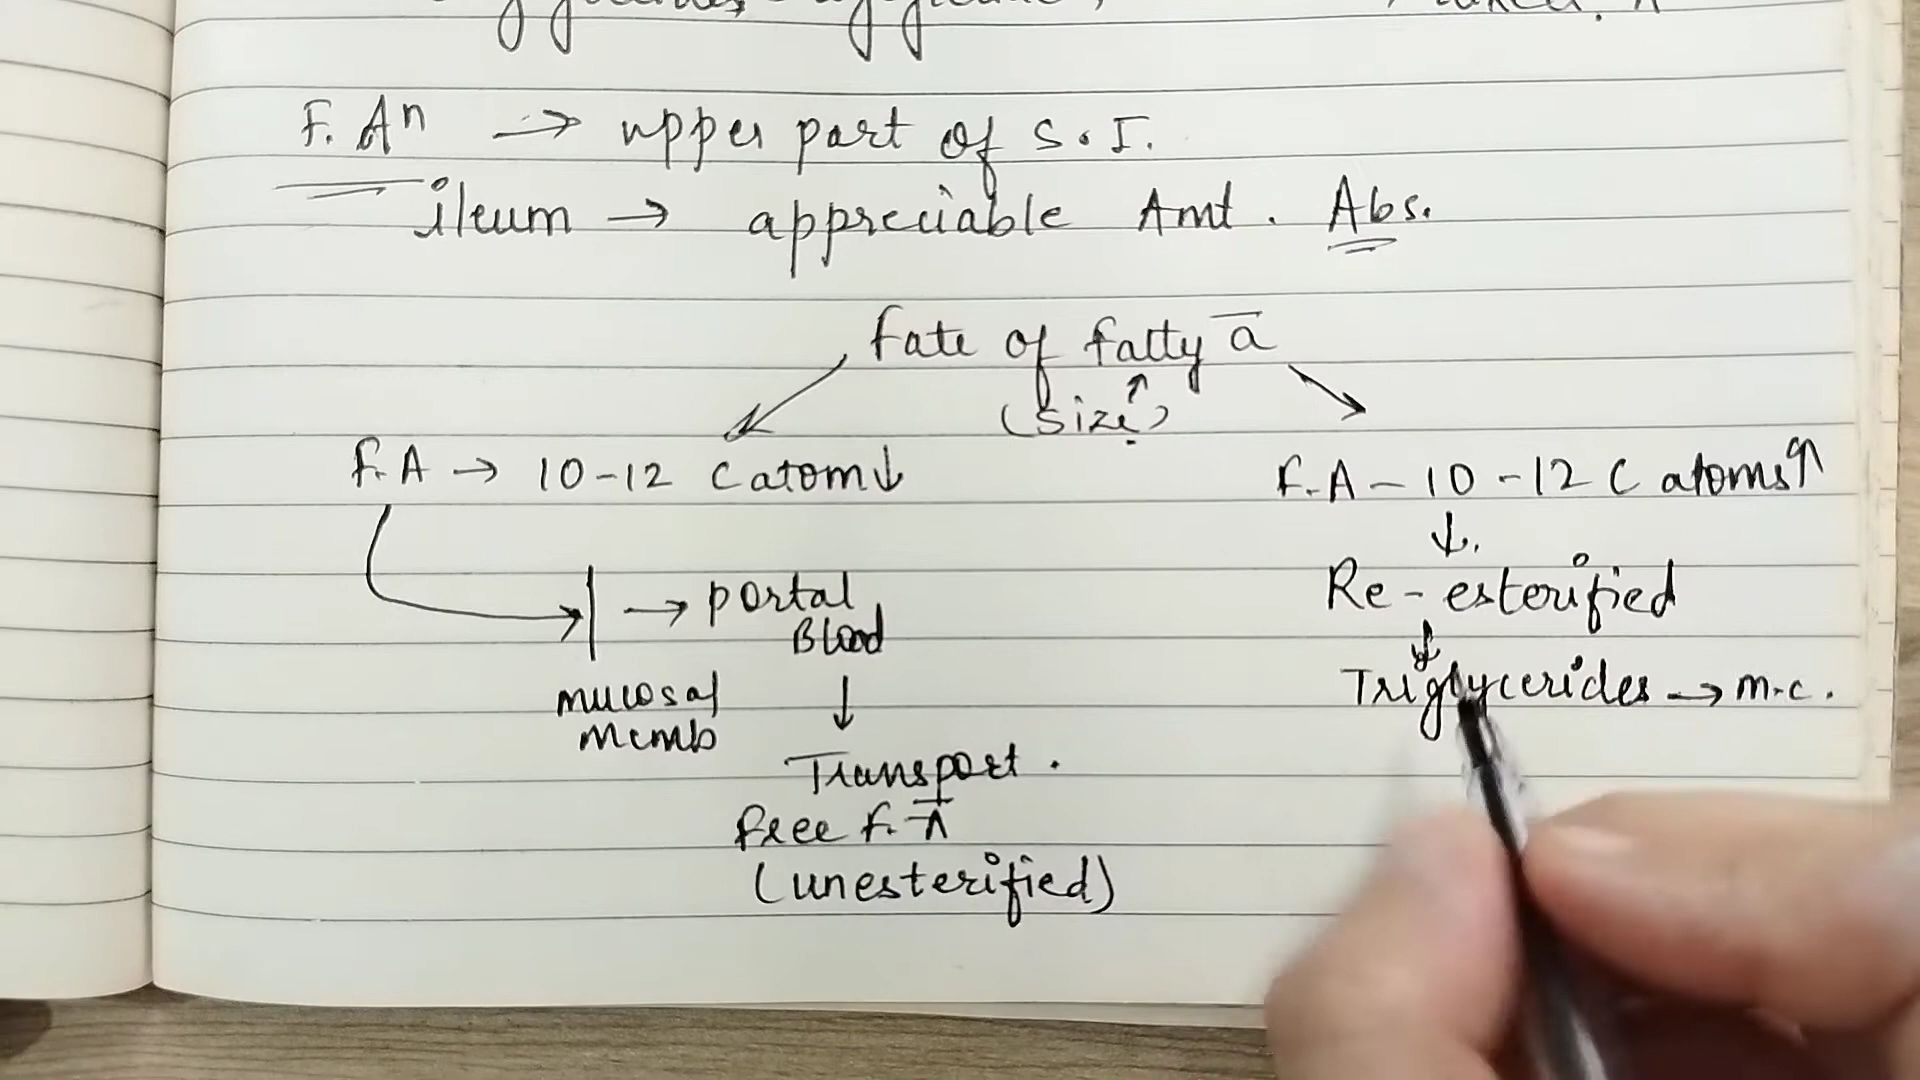 F. Aⁿ → upper part of S.I.
ileum → appreciable Amt. Abs.
Fate of fatty a̅
(size↑)
F.A → 10-12 C atom↓
F.A - 10-12 C atoms↑
↓
Re-esterified
↓
Triglycerides → m.c.
→ portal
Blood
mucosal
memb
↓
Transport.
free F. A̅
(unesterified)